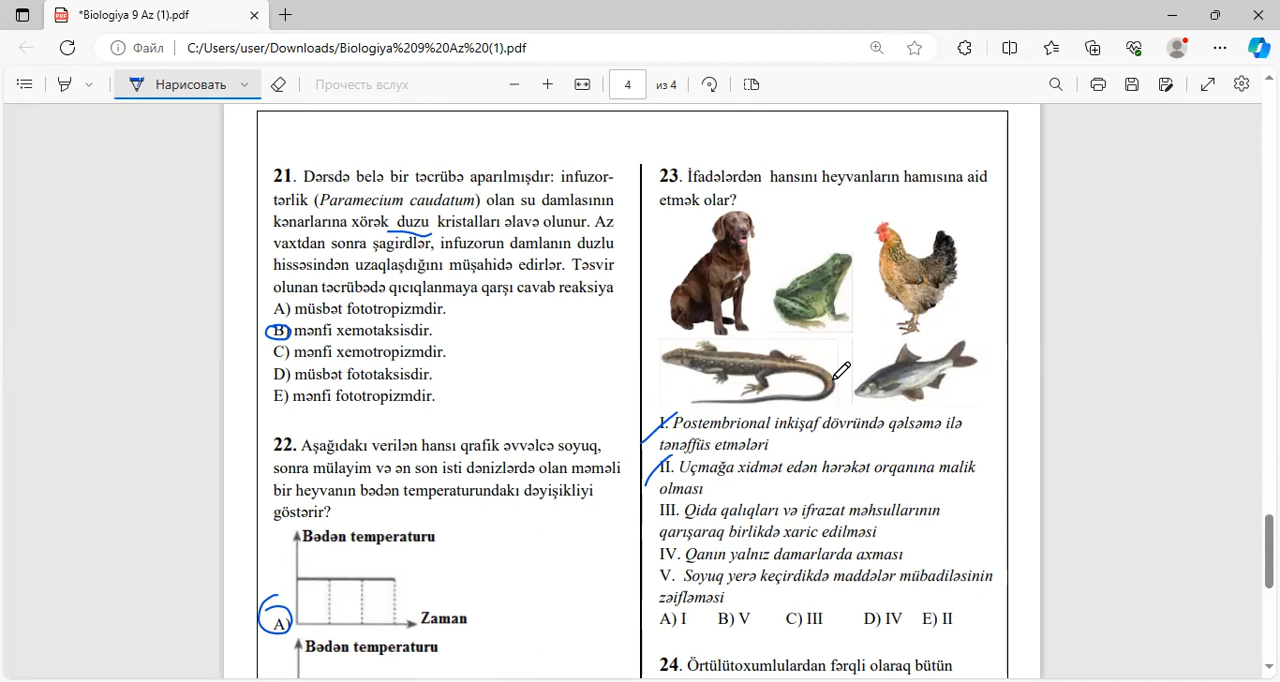 *Biologiya 9 Az (1).pdf
Файл
C:/Users/user/Downloads/Biologiya%209%20Az%20(1).pdf
Нарисовать
Прочесть вслух
4
из 4
21. Dərsdə belə bir təcrübə aparılmışdır: infuzor-
tərlik (Paramecium caudatum) olan su damlasının
kənarlarına xörək duzu kristalları əlavə olunur. Az
vaxtdan sonra şagirdlər, infuzorun damlanın duzlu
hissəsindən uzaqlaşdığını müşahidə edirlər. Təsvir
olunan təcrübədə qıcıqlanmaya qarşı cavab reaksiya
A) müsbət fototropizmdir.
B) mənfi xemotaksisdir.
C) mənfi xemotropizmdir.
D) müsbət fototaksisdir.
E) mənfi fototropizmdir.
22. Aşağıdakı verilən hansı qrafik əvvəlcə soyuq,
sonra mülayim və ən son isti dənizlərdə olan məməli
bir heyvanın bədən temperaturundakı dəyişikliyi
göstərir?
Bədən temperaturu
Zaman
A)
Bədən temperaturu
23. İfadələrdən hansını heyvanların hamısına aid
etmək olar?
I. Postembrional inkişaf dövründə qəlsəmə ilə
tənəffüs etmələri
II. Uçmağa xidmət edən hərəkət orqanına malik
olması
III. Qida qalıqları və ifrazat məhsullarının
qarışaraq birlikdə xaric edilməsi
IV. Qanın yalnız damarlarda axması
V. Soyuq yerə keçirdikdə maddələr mübadiləsinin
zəifləməsi
A) I B) V C) III D) IV E) II
24. Örtülütoxumlulardan fərqli olaraq bütün